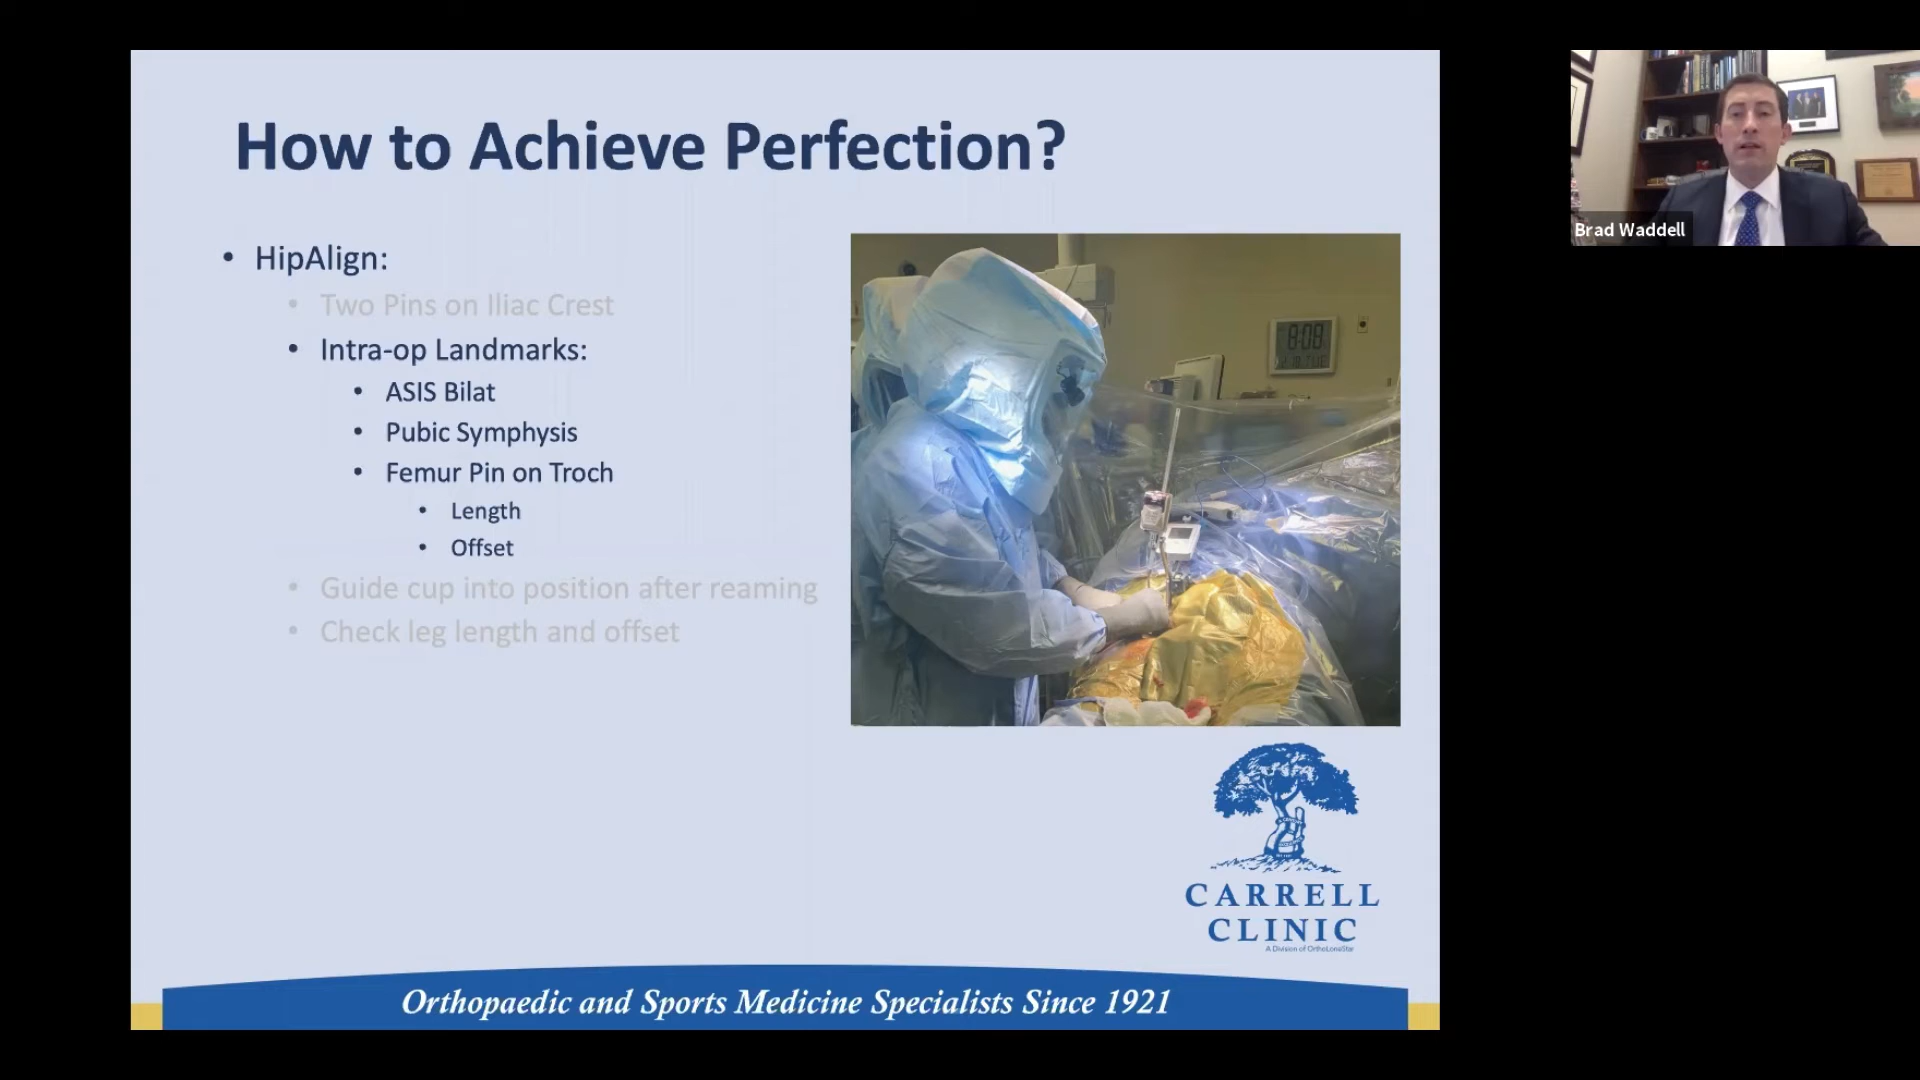 How to Achieve Perfection?
• HipAlign:
• Two Pins on Iliac Crest
• Intra-op Landmarks:
• ASIS Bilat
• Pubic Symphysis
• Femur Pin on Troch
• Length
• Offset
• Guide cup into position after reaming
• Check leg length and offset
8:08
CARRELL
CLINIC
A Division of OrthoLoneStar
Orthopaedic and Sports Medicine Specialists Since 1921
Brad Waddell